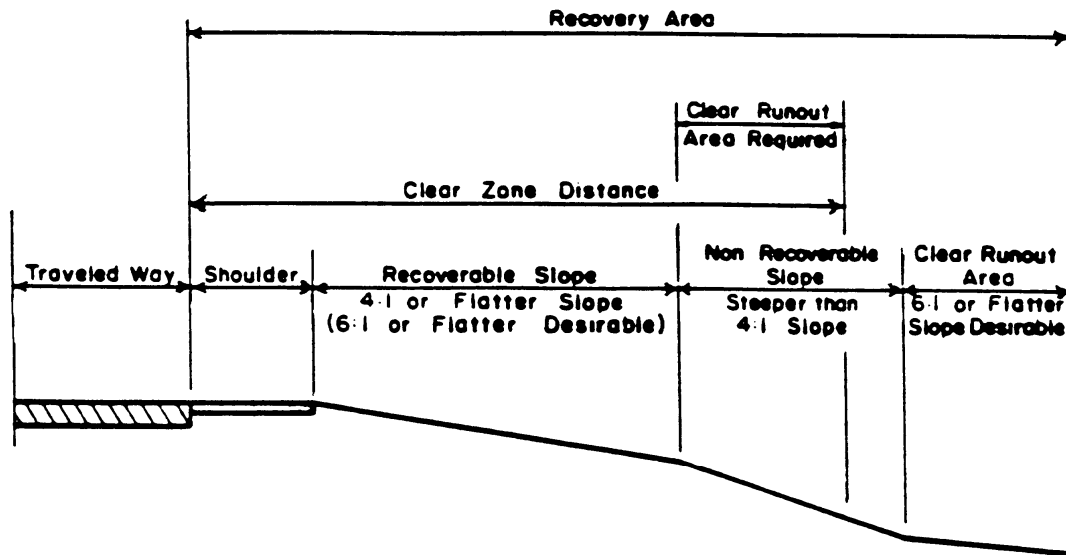 Recovery Area
Clear Runout
Area Required
Clear Zone Distance
Traveled Way
Shoulder
Recoverable Slope
4:1 or Flatter Slope
(6:1 or Flatter Desirable)
Non Recoverable
Slope
Steeper than
4:1 Slope
Clear Runout
Area
6:1 or Flatter
Slope Desirable